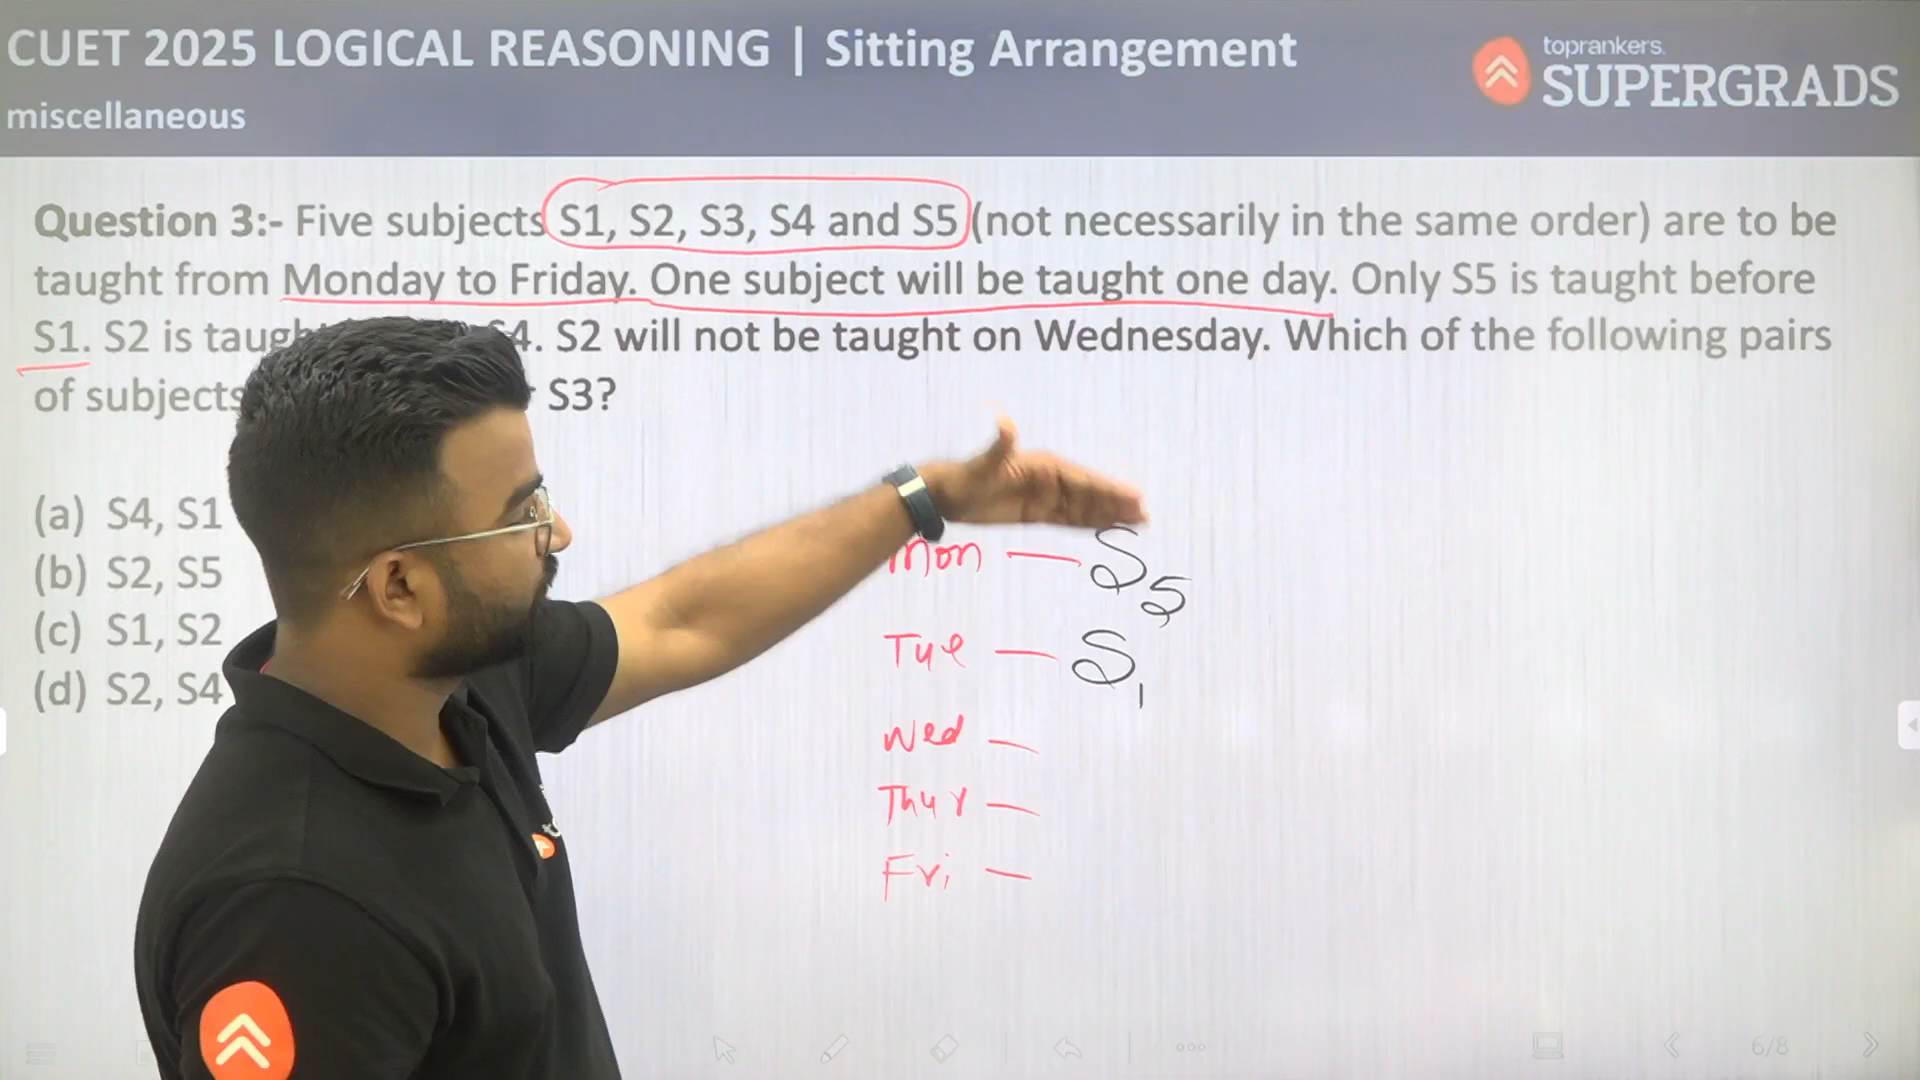 CUET 2025 LOGICAL REASONING | Sitting Arrangement
miscellaneous
toprankers.
SUPERGRADS
Question 3:- Five subjects S1, S2, S3, S4 and S5 (not necessarily in the same order) are to be
taught from Monday to Friday. One subject will be taught one day. Only S5 is taught before
S1. S2 is S4. S2 will not be taught on Wednesday. Which of the following pairs
of subjects S3?
(a) S4, S1
(b) S2, S5
(c) S1, S2
(d) S2, S4
Mon — S5
Tue — S1
Wed —
Thur —
Fri —
6/8